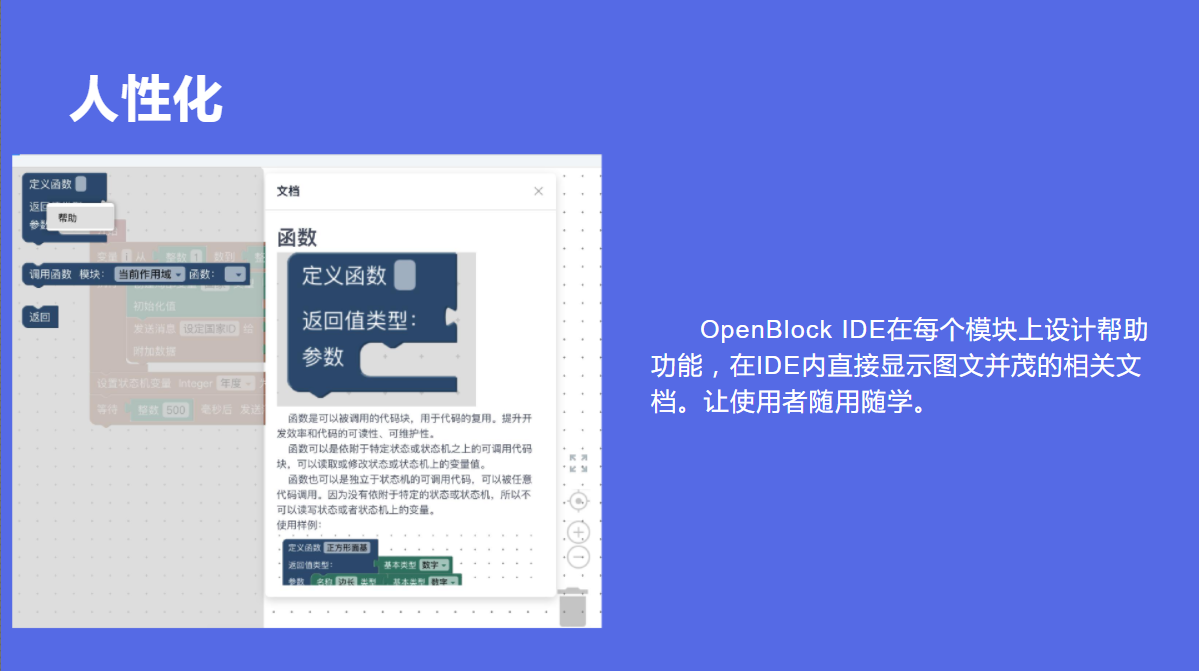 人性化
定义函数
返回
参数
帮助
调用函数 模块: 当前作用域 函数:
返回
变量 从 整数 1 数到
初始化值
发送消息 设定国家ID 给
附加数据
设置状态机变量 Integer 年度
等待 整数 500 毫秒后 发送
文档
函数
定义函数
返回值类型:
参数
函数是可以被调用的代码块，用于代码的复用。提升开
发效率和代码的可读性、可维护性。
函数可以是依附于特定状态或状态机之上的可调用代码
块，可以读取或修改状态或状态机上的变量值。
函数也可以是独立于状态机的可调用代码，可以被任意
代码调用。因为没有依附于特定的状态或状态机，所以不
可以读写状态或者状态机上的变量。
使用样例：
定义函数 正方形面基
返回值类型: 基本类型 数字
参数 名称 边长 类型 基本类型 数字
OpenBlock IDE在每个模块上设计帮助
功能，在IDE内直接显示图文并茂的相关文
档。让使用者随用随学。